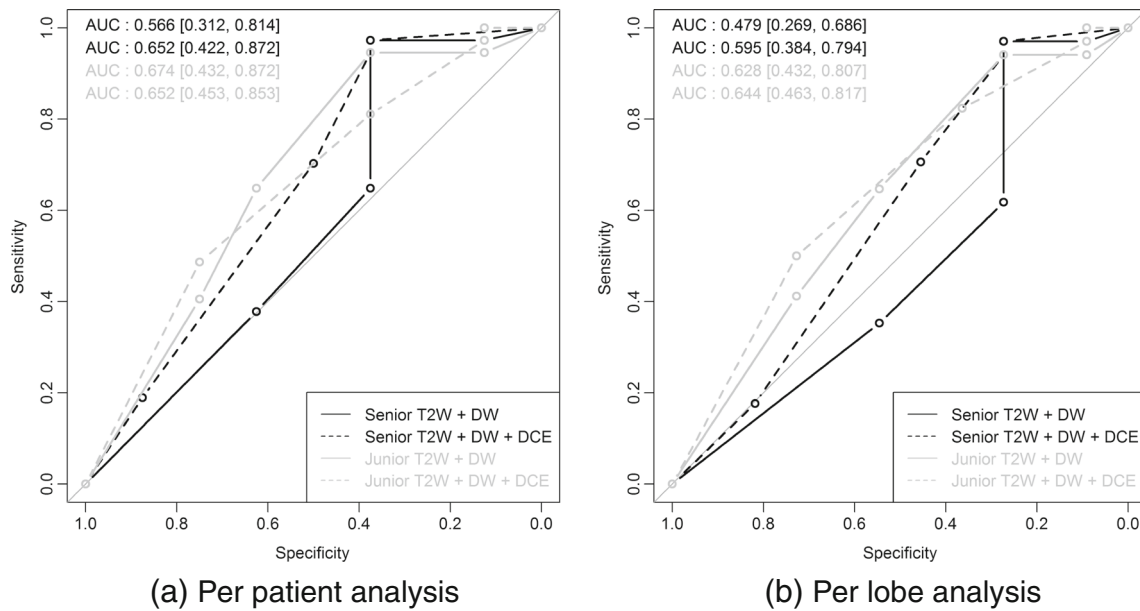 AUC : 0.566 [0.312, 0.814]
AUC : 0.652 [0.422, 0.872]
AUC : 0.674 [0.432, 0.872]
AUC : 0.652 [0.453, 0.853]
1.0
0.8
0.6
0.4
0.2
0.0
Sensitivity
Senior T2W + DW
Senior T2W + DW + DCE
Junior T2W + DW
Junior T2W + DW + DCE
1.0 0.8 0.6 0.4 0.2 0.0
Specificity
(a) Per patient analysis
AUC : 0.479 [0.269, 0.686]
AUC : 0.595 [0.384, 0.794]
AUC : 0.628 [0.432, 0.807]
AUC : 0.644 [0.463, 0.817]
1.0
0.8
0.6
0.4
0.2
0.0
Sensitivity
Senior T2W + DW
Senior T2W + DW + DCE
Junior T2W + DW
Junior T2W + DW + DCE
1.0 0.8 0.6 0.4 0.2 0.0
Specificity
(b) Per lobe analysis